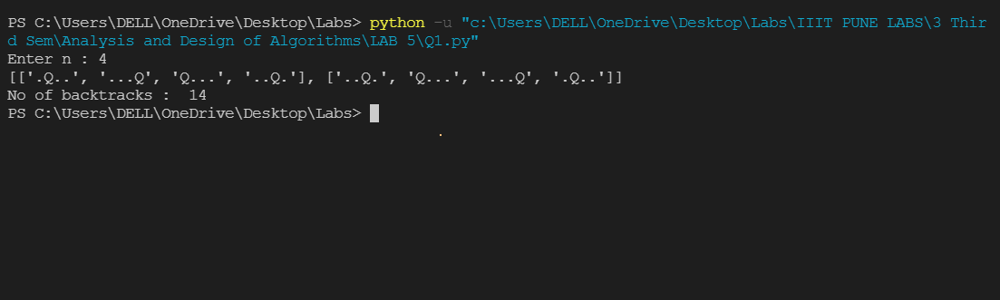 PS C:\Users\DELL\OneDrive\Desktop\Labs> python -u "c:\Users\DELL\OneDrive\Desktop\Labs\IIIT PUNE LABS\3 Thir
d Sem\Analysis and Design of Algorithms\LAB 5\Q1.py"
Enter n : 4
[['.Q..', '...Q', 'Q...', '..Q.'], ['..Q.', 'Q...', '...Q', '.Q..']]
No of backtracks :  14
PS C:\Users\DELL\OneDrive\Desktop\Labs>